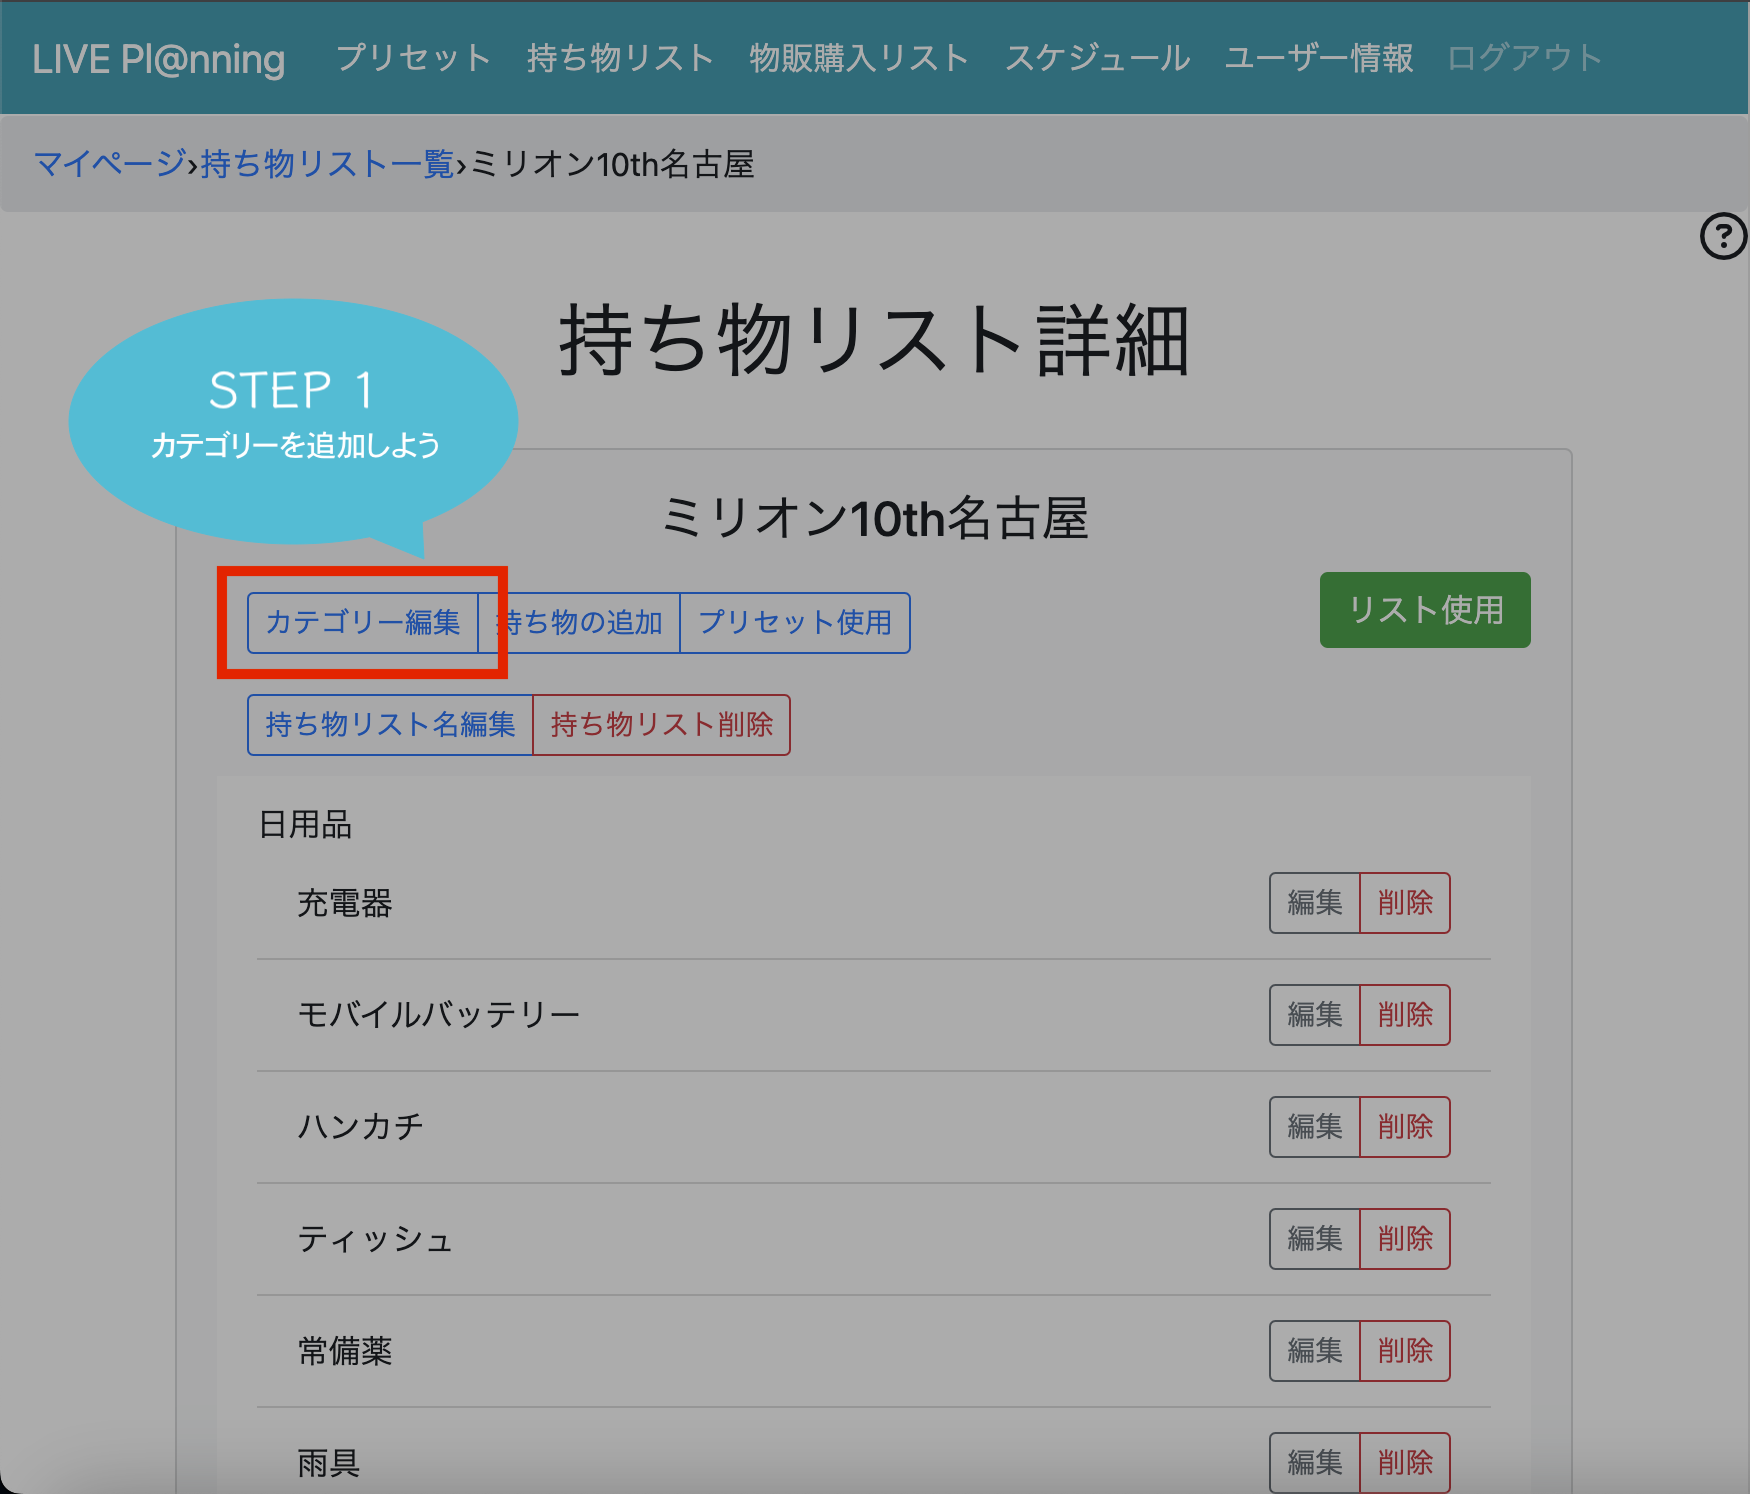 LIVE Pl@nning プリセット 持ち物リスト 物販購入リスト スケジュール ユーザー情報 ログアウト
マイページ›持ち物リスト一覧›ミリオン10th名古屋
?
持ち物リスト詳細
STEP 1
カテゴリーを追加しよう
ミリオン10th名古屋
カテゴリー編集 持ち物の追加 プリセット使用 リスト使用
持ち物リスト名編集 持ち物リスト削除
日用品
充電器 編集 削除
モバイルバッテリー 編集 削除
ハンカチ 編集 削除
ティッシュ 編集 削除
常備薬 編集 削除
雨具 編集 削除